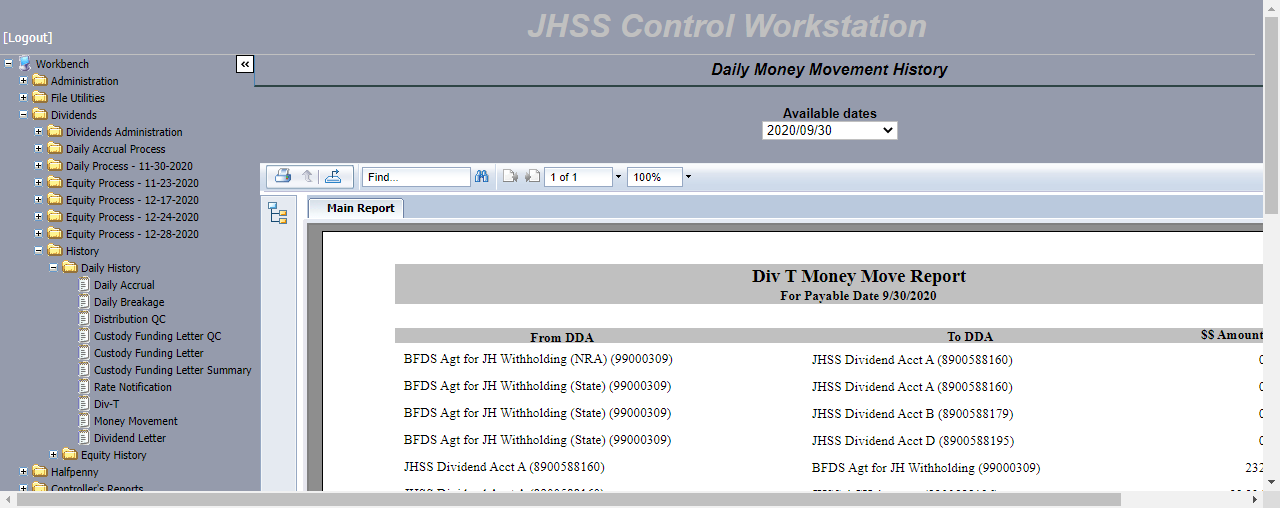 JHSS Control Workstation
[Logout]
Workbench
Administration
File Utilities
Dividends
Dividends Administration
Daily Accrual Process
Daily Process - 11-30-2020
Equity Process - 11-23-2020
Equity Process - 12-17-2020
Equity Process - 12-24-2020
Equity Process - 12-28-2020
History
Daily History
Daily Accrual
Daily Breakage
Distribution QC
Custody Funding Letter QC
Custody Funding Letter
Custody Funding Letter Summary
Rate Notification
Div-T
Money Movement
Dividend Letter
Equity History
Halfpenny
Controller's Reports
Daily Money Movement History
Available dates
2020/09/30
Find... 1 of 1 100%
Main Report
Div T Money Move Report
For Payable Date 9/30/2020
From DDA To DDA $$ Amount
BFDS Agt for JH Withholding (NRA) (99000309) JHSS Dividend Acct A (8900588160) 0
BFDS Agt for JH Withholding (State) (99000309) JHSS Dividend Acct A (8900588160) 0
BFDS Agt for JH Withholding (State) (99000309) JHSS Dividend Acct B (8900588179) 0
BFDS Agt for JH Withholding (State) (99000309) JHSS Dividend Acct D (8900588195) 0
JHSS Dividend Acct A (8900588160) BFDS Agt for JH Withholding (99000309) 232